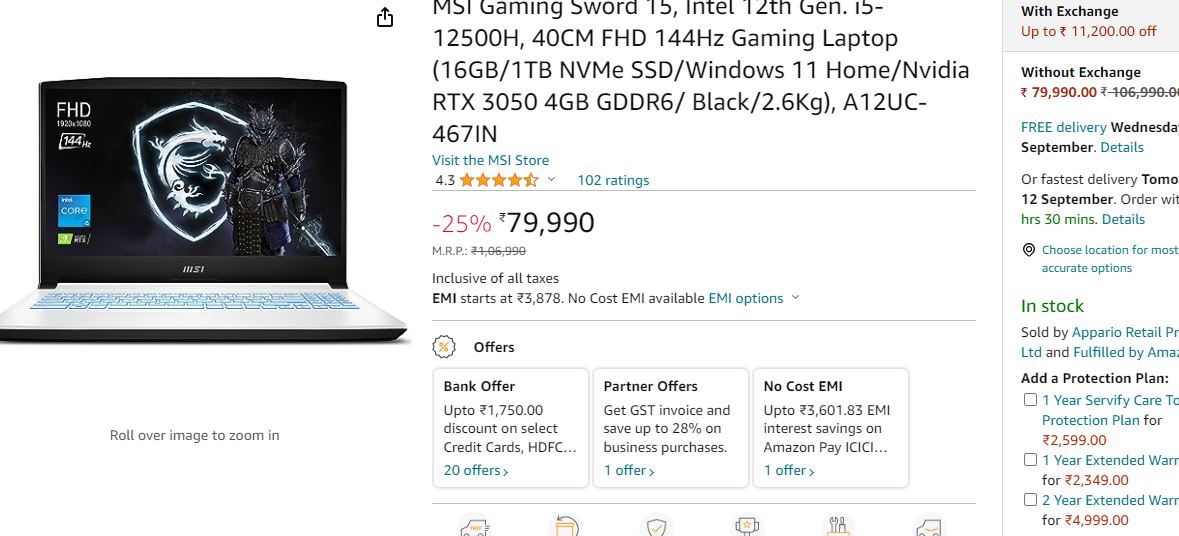 FHD
1920x1080
144Hz
intel
CORE
RTX
msi
Roll over image to zoom in
MSI Gaming Sword 15, Intel 12th Gen. i5-
12500H, 40CM FHD 144Hz Gaming Laptop
(16GB/1TB NVMe SSD/Windows 11 Home/Nvidia
RTX 3050 4GB GDDR6/ Black/2.6Kg), A12UC-
467IN
Visit the MSI Store
4.3 102 ratings
-25% ₹79,990
M.R.P.: ₹1,06,990
Inclusive of all taxes
EMI starts at ₹3,878. No Cost EMI available EMI options
Offers
Bank Offer
Upto ₹1,750.00
discount on select
Credit Cards, HDFC...
20 offers
Partner Offers
Get GST invoice and
save up to 28% on
business purchases.
1 offer
No Cost EMI
Upto ₹3,601.83 EMI
interest savings on
Amazon Pay ICICI...
1 offer
FREE
With Exchange
Up to ₹ 11,200.00 off
Without Exchange
₹ 79,990.00 ₹ 106,990.0
FREE delivery Wednesda
September. Details
Or fastest delivery Tomo
12 September. Order wit
hrs 30 mins. Details
Choose location for most
accurate options
In stock
Sold by Appario Retail Pr
Ltd and Fulfilled by Ama
Add a Protection Plan:
1 Year Servify Care To
Protection Plan for
₹2,599.00
1 Year Extended Warr
for ₹2,349.00
2 Year Extended Warr
for ₹4,999.00